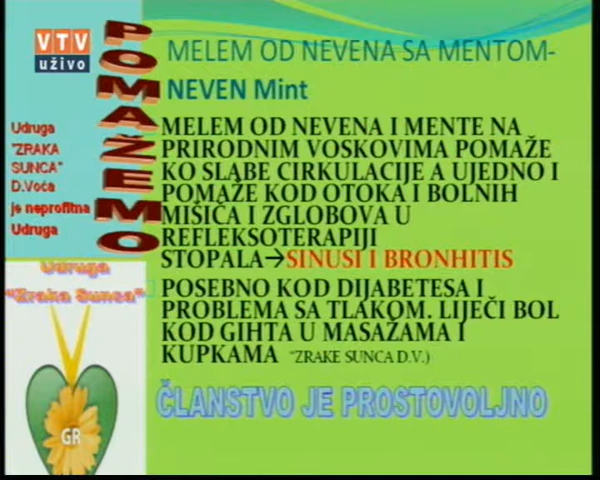 VTV
uživo
POMAŽEMO
Udruga
"ZRAKA
SUNCA"
D.Voća
je neprofitna
Udruga
Udruga
"Zraka Sunca"
GR
MELEM OD NEVENA SA MENTOM-
NEVEN Mint
MELEM OD NEVENA I MENTE NA
PRIRODNIM VOSKOVIMA POMAŽE
KO SLABE CIRKULACIJE A UJEDNO I
POMAŽE KOD OTOKA I BOLNIH
MIŠIĆA I ZGLOBOVA U
REFLEKSOTERAPIJI
STOPALA→SINUSI I BRONHITIS
POSEBNO KOD DIJABETESA I
PROBLEMA SA TLAKOM. LIJEČI BOL
KOD GIHTA U MASAŽAMA I
KUPKAMA "ZRAKE SUNCA D.V.)
ČLANSTVO JE PROSTOVOLJNO